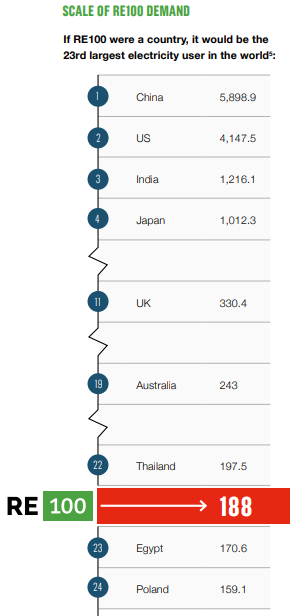 SCALE OF RE100 DEMAND
If RE100 were a country, it would be the
23rd largest electricity user in the world⁵:
1 China 5,898.9
2 US 4,147.5
3 India 1,216.1
4 Japan 1,012.3
11 UK 330.4
19 Australia 243
22 Thailand 197.5
RE 100 188
23 Egypt 170.6
24 Poland 159.1